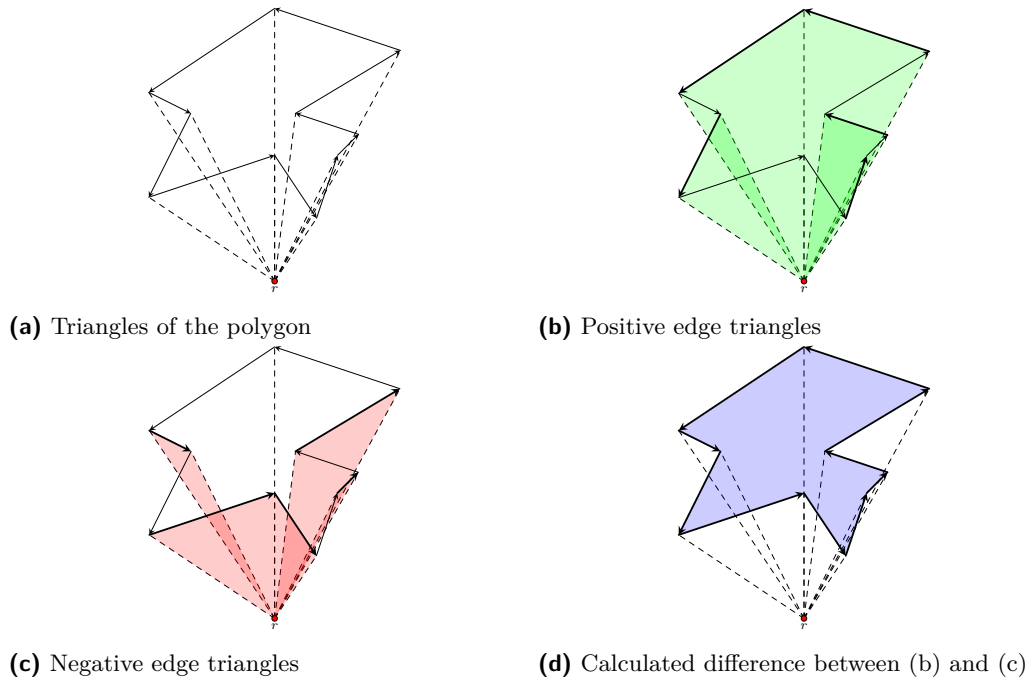 r
r
(a) Triangles of the polygon
(b) Positive edge triangles
r
r
(c) Negative edge triangles
(d) Calculated difference between (b) and (c)